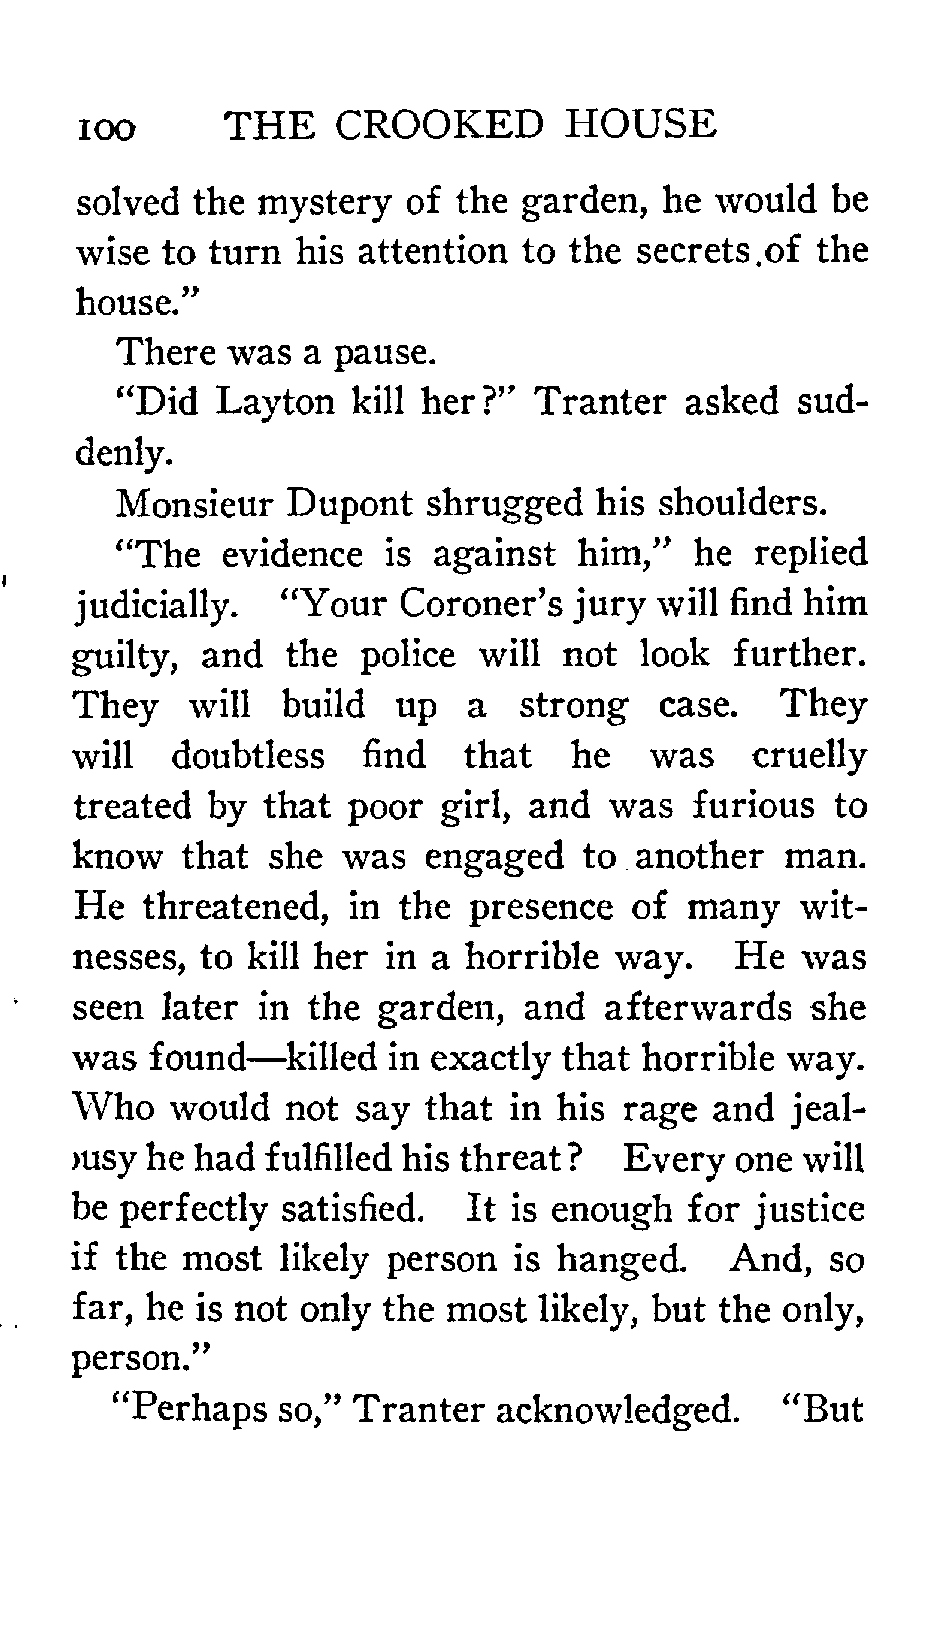 100 THE CROOKED HOUSE
solved the mystery of the garden, he would be
wise to turn his attention to the secrets of the
house."
There was a pause.
"Did Layton kill her?" Tranter asked sud-
denly.
Monsieur Dupont shrugged his shoulders.
"The evidence is against him," he replied
judicially. "Your Coroner's jury will find him
guilty, and the police will not look further.
They will build up a strong case. They
will doubtless find that he was cruelly
treated by that poor girl, and was furious to
know that she was engaged to another man.
He threatened, in the presence of many wit-
nesses, to kill her in a horrible way. He was
seen later in the garden, and afterwards she
was found—killed in exactly that horrible way.
Who would not say that in his rage and jeal-
ousy he had fulfilled his threat? Every one will
be perfectly satisfied. It is enough for justice
if the most likely person is hanged. And, so
far, he is not only the most likely, but the only,
person."
"Perhaps so," Tranter acknowledged. "But